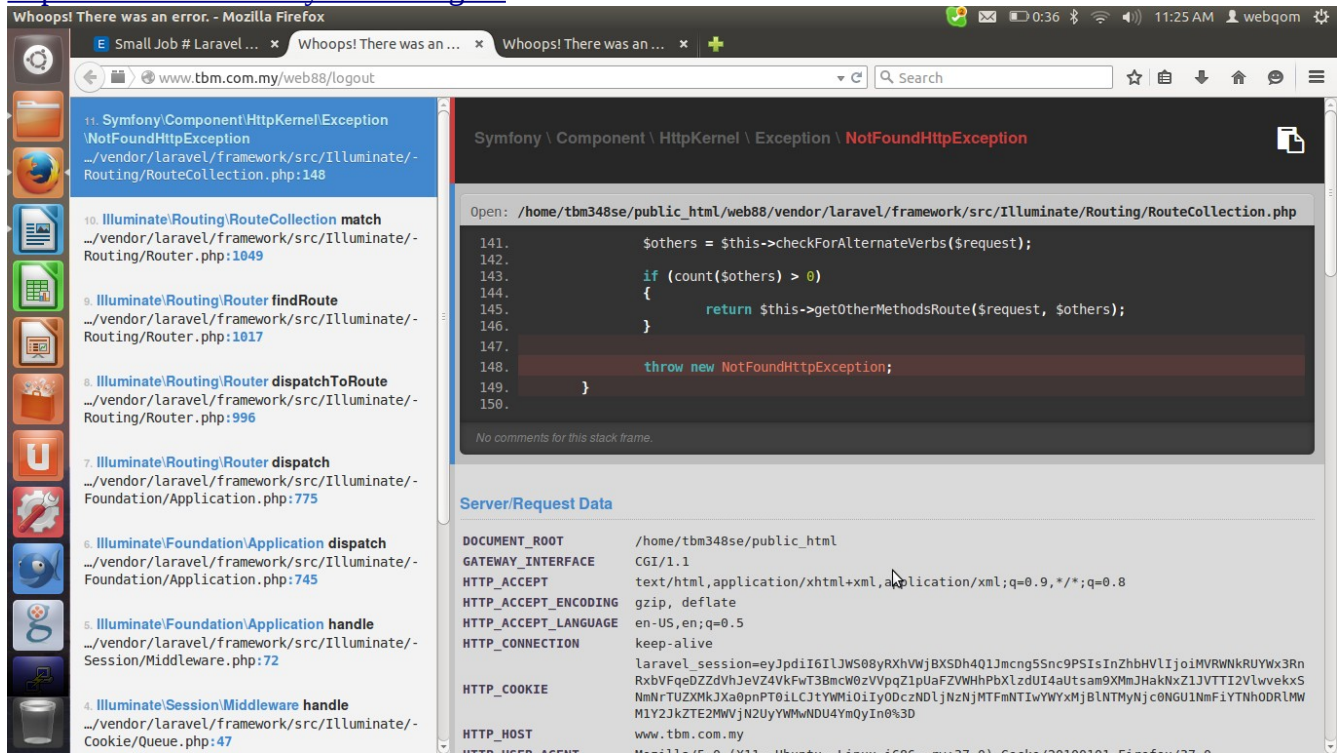 Whoops! There was an error. - Mozilla Firefox
0:36
11:25 AM
webqom
Small Job # Laravel ...
Whoops! There was an ...
Whoops! There was an ...
www.tbm.com.my/web88/logout
Search
11. Symfony\Component\HttpKernel\Exception
\NotFoundHttpException
…/vendor/laravel/framework/src/Illuminate/-
Routing/RouteCollection.php:148
10. Illuminate\Routing\RouteCollection match
…/vendor/laravel/framework/src/Illuminate/-
Routing/Router.php:1049
9. Illuminate\Routing\Router findRoute
…/vendor/laravel/framework/src/Illuminate/-
Routing/Router.php:1017
8. Illuminate\Routing\Router dispatchToRoute
…/vendor/laravel/framework/src/Illuminate/-
Routing/Router.php:996
7. Illuminate\Routing\Router dispatch
…/vendor/laravel/framework/src/Illuminate/-
Foundation/Application.php:775
6. Illuminate\Foundation\Application dispatch
…/vendor/laravel/framework/src/Illuminate/-
Foundation/Application.php:745
5. Illuminate\Foundation\Application handle
…/vendor/laravel/framework/src/Illuminate/-
Session/Middleware.php:72
4. Illuminate\Session\Middleware handle
…/vendor/laravel/framework/src/Illuminate/-
Cookie/Queue.php:47
Symfony \ Component \ HttpKernel \ Exception \ NotFoundHttpException
Open: /home/tbm348se/public_html/web88/vendor/laravel/framework/src/Illuminate/Routing/RouteCollection.php
141. $others = $this->checkForAlternateVerbs($request);
142.
143. if (count($others) > 0)
144. {
145. return $this->getOtherMethodsRoute($request, $others);
146. }
147.
148. throw new NotFoundHttpException;
149. }
150.
No comments for this stack frame.
Server/Request Data
DOCUMENT_ROOT /home/tbm348se/public_html
GATEWAY_INTERFACE CGI/1.1
HTTP_ACCEPT text/html,application/xhtml+xml,application/xml;q=0.9,*/*;q=0.8
HTTP_ACCEPT_ENCODING gzip, deflate
HTTP_ACCEPT_LANGUAGE en-US,en;q=0.5
HTTP_CONNECTION keep-alive
HTTP_COOKIE
HTTP_HOST www.tbm.com.my